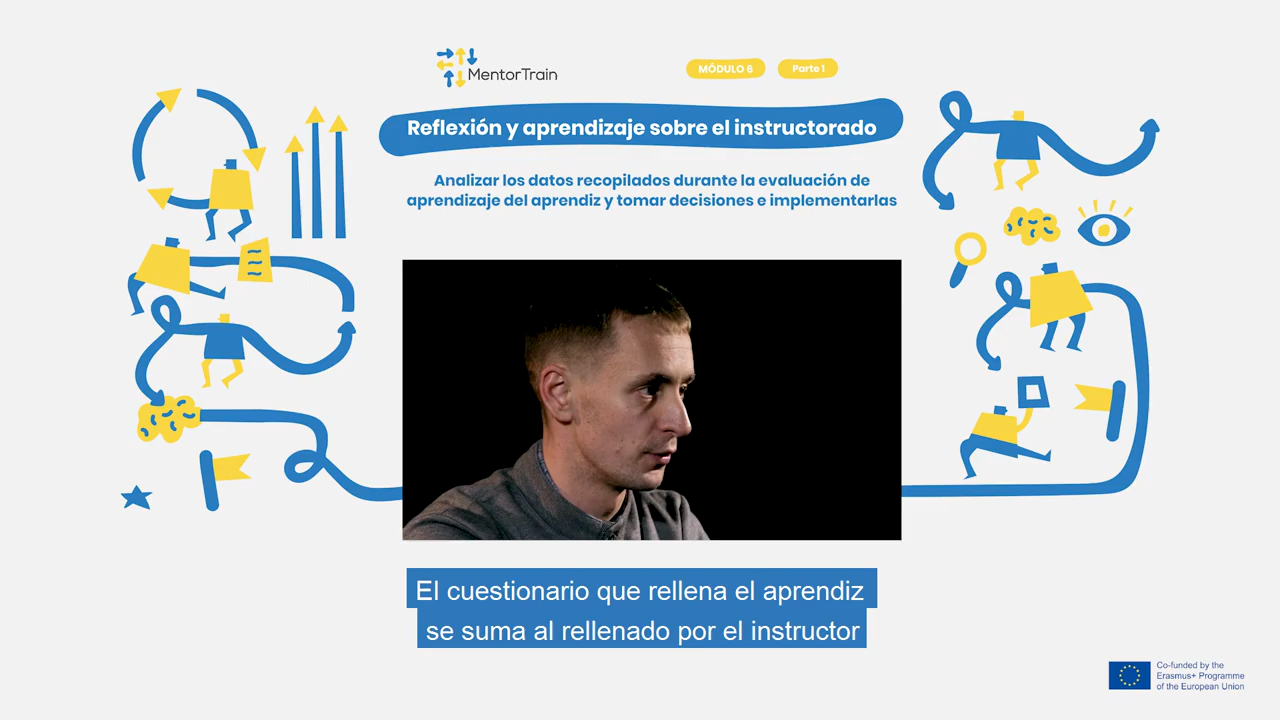 MentorTrain
MÓDULO 6
Parte 1
Reflexión y aprendizaje sobre el instructorado
Analizar los datos recopilados durante la evaluación de
aprendizaje del aprendiz y tomar decisiones e implementarlas
El cuestionario que rellena el aprendiz
se suma al rellenado por el instructor
Co-funded by the
Erasmus+ Programme
of the European Union